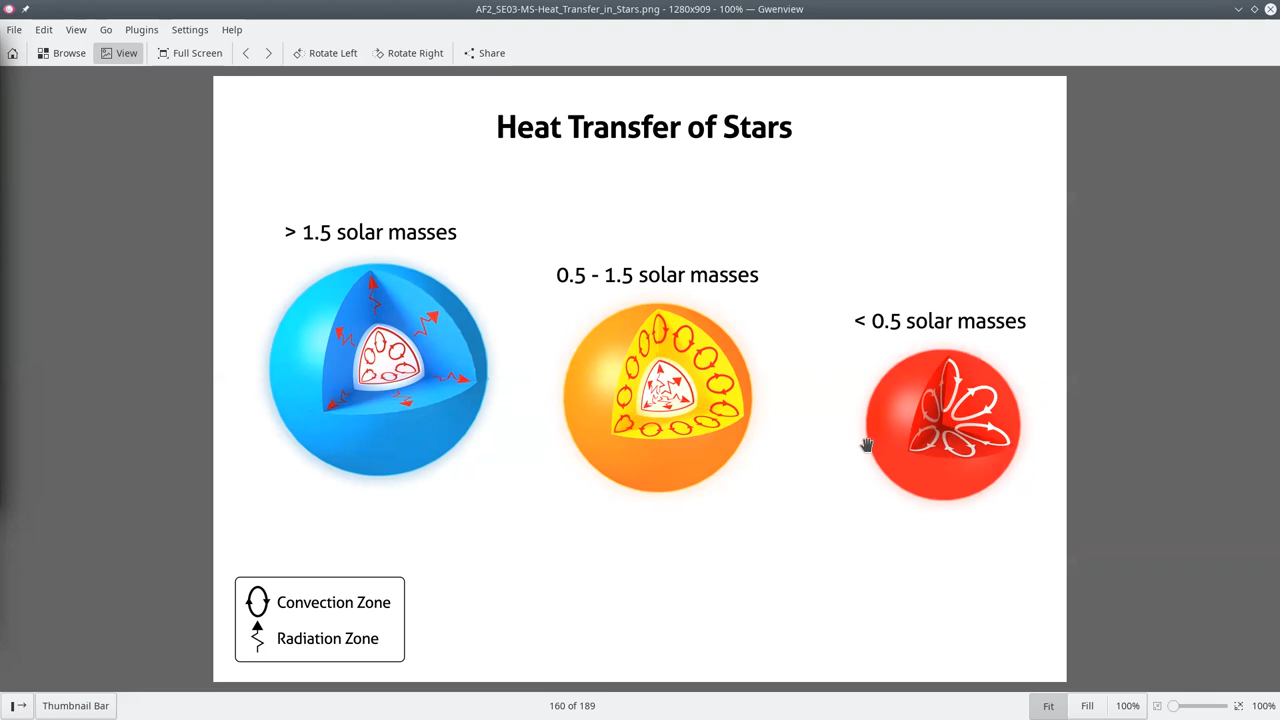 AF2_SE03-MS-Heat_Transfer_in_Stars.png - 1280x909 - 100% — Gwenview
File Edit View Go Plugins Settings Help
Browse View Full Screen Rotate Left Rotate Right Share
Heat Transfer of Stars
> 1.5 solar masses
0.5 - 1.5 solar masses
< 0.5 solar masses
Convection Zone
Radiation Zone
Thumbnail Bar 160 of 189 Fit Fill 100% 100%